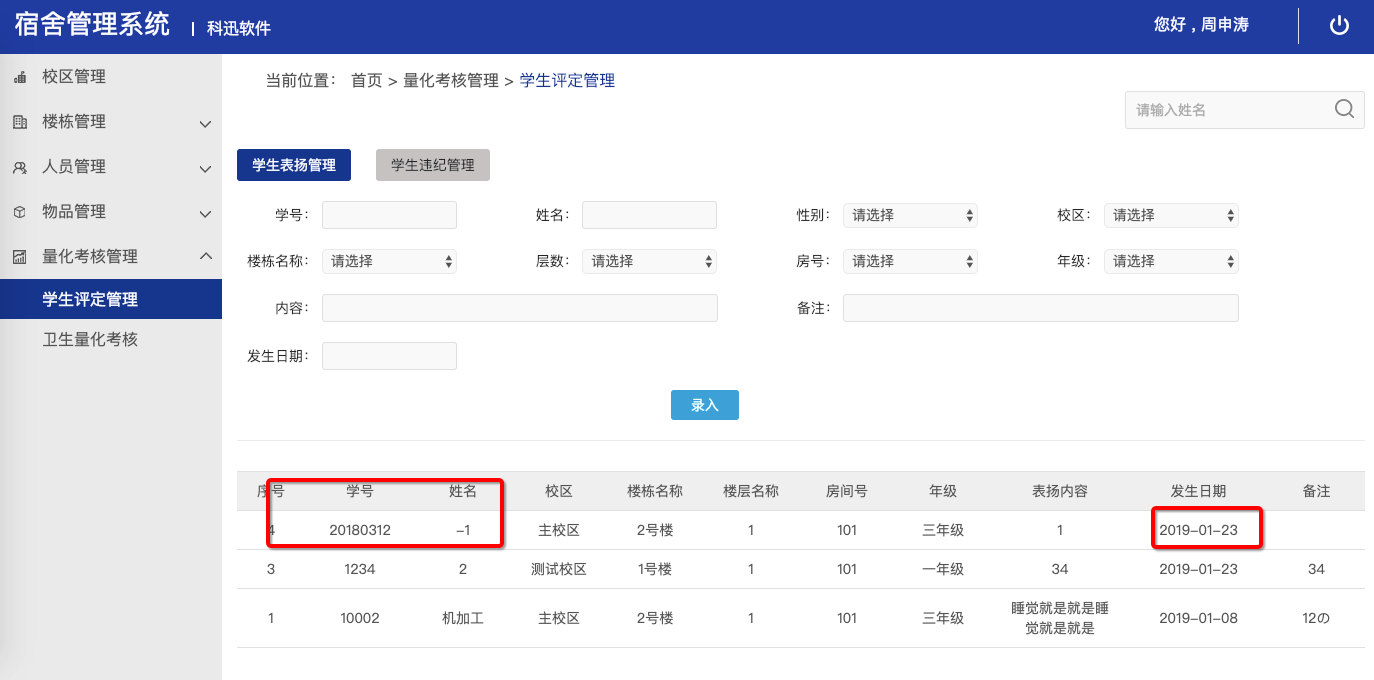 宿舍管理系统 | 科迅软件
您好，周申涛
校区管理
楼栋管理
人员管理
物品管理
量化考核管理
学生评定管理
卫生量化考核
当前位置： 首页 > 量化考核管理 > 学生评定管理
请输入姓名
学生表扬管理 学生违纪管理
学号： 姓名： 性别： 请选择 校区： 请选择
楼栋名称： 请选择 层数： 请选择 房号： 请选择 年级： 请选择
内容： 备注：
发生日期：
录入
序号 学号 姓名 校区 楼栋名称 楼层名称 房间号 年级 表扬内容 发生日期 备注
4 20180312 -1 主校区 2号楼 1 101 三年级 1 2019-01-23
3 1234 2 测试校区 1号楼 1 101 一年级 34 2019-01-23 34
1 10002 机加工 主校区 2号楼 1 101 三年级 睡觉就是就是睡 2019-01-08 12の
觉就是就是